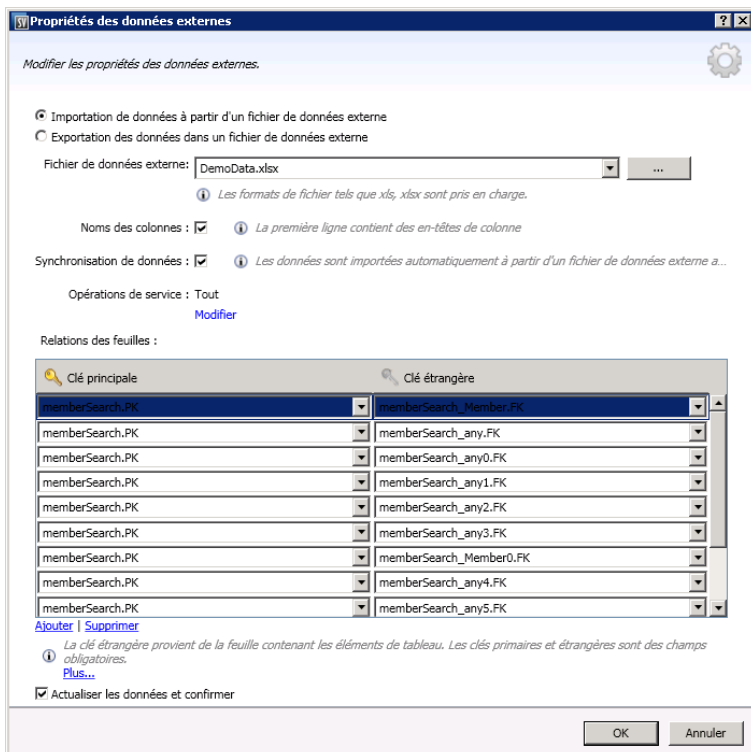 SV Propriétés des données externes
Modifier les propriétés des données externes.
Importation de données à partir d'un fichier de données externe
Exportation des données dans un fichier de données externe
Fichier de données externe: DemoData.xlsx ...
Les formats de fichier tels que xls, xlsx sont pris en charge.
Noms des colonnes : La première ligne contient des en-têtes de colonne
Synchronisation de données : Les données sont importées automatiquement à partir d'un fichier de données externe a...
Opérations de service : Tout
Modifier
Relations des feuilles :
Clé principale Clé étrangère
memberSearch.PK memberSearch_Member.FK
memberSearch.PK memberSearch_any.FK
memberSearch.PK memberSearch_any0.FK
memberSearch.PK memberSearch_any1.FK
memberSearch.PK memberSearch_any2.FK
memberSearch.PK memberSearch_any3.FK
memberSearch.PK memberSearch_Member0.FK
memberSearch.PK memberSearch_any4.FK
memberSearch.PK memberSearch_any5.FK
Ajouter | Supprimer
La clé étrangère provient de la feuille contenant les éléments de tableau. Les clés primaires et étrangères sont des champs
obligatoires.
Plus...
Actualiser les données et confirmer
OK Annuler